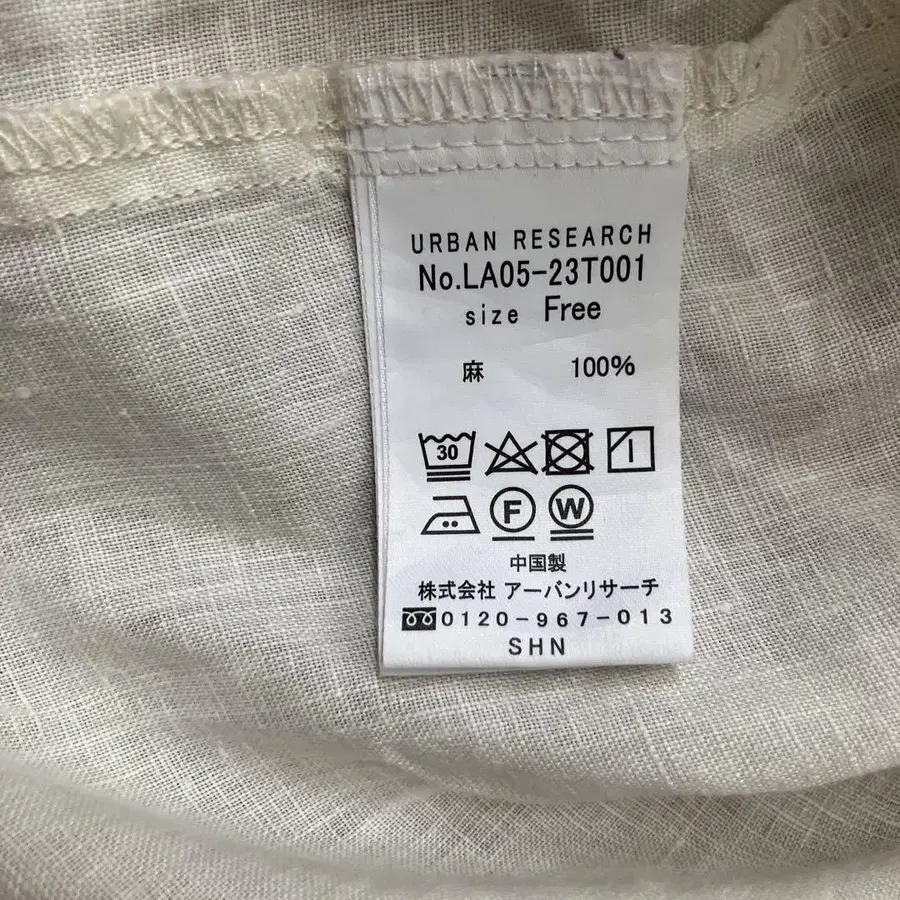 URBAN RESEARCH
No.LA05-23T001
size Free
麻 100%
30
F W
中国製
株式会社 アーバンリサーチ
0120-967-013
SHN